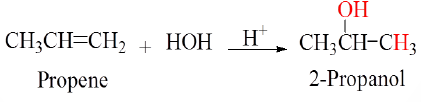 OH
CH₃CH=CH₂ + HOH H⁺ CH₃CH-CH₃
Propene 2-Propanol